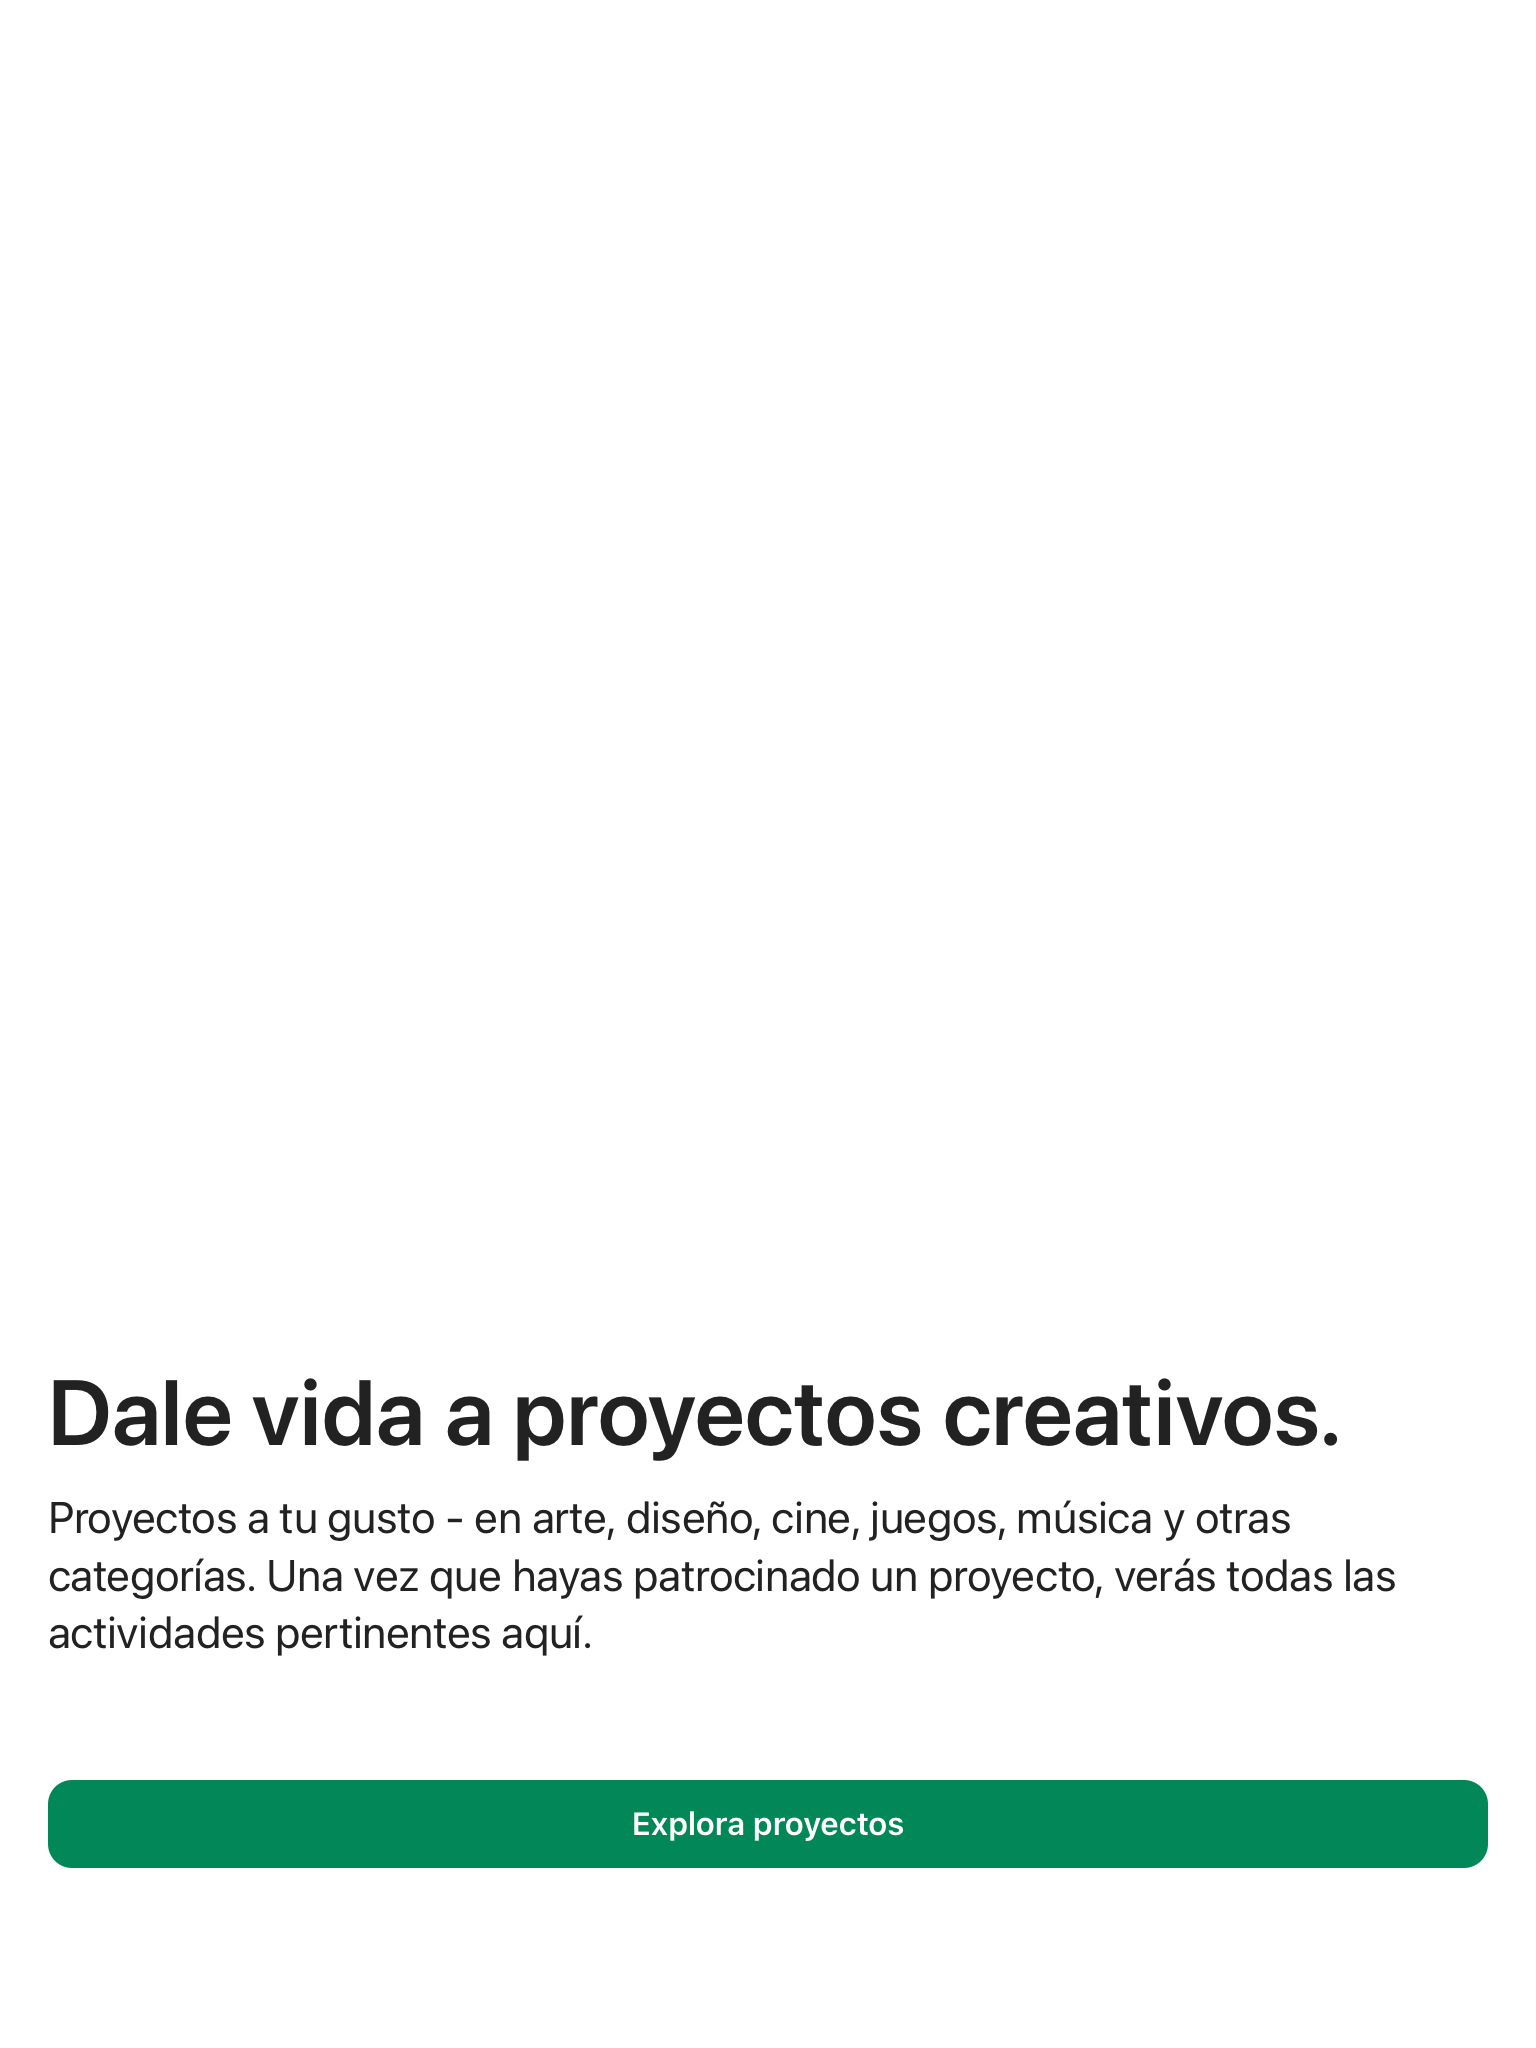 Dale vida a proyectos creativos.
Proyectos a tu gusto - en arte, diseño, cine, juegos, música y otras
categorías. Una vez que hayas patrocinado un proyecto, verás todas las
actividades pertinentes aquí.
Explora proyectos